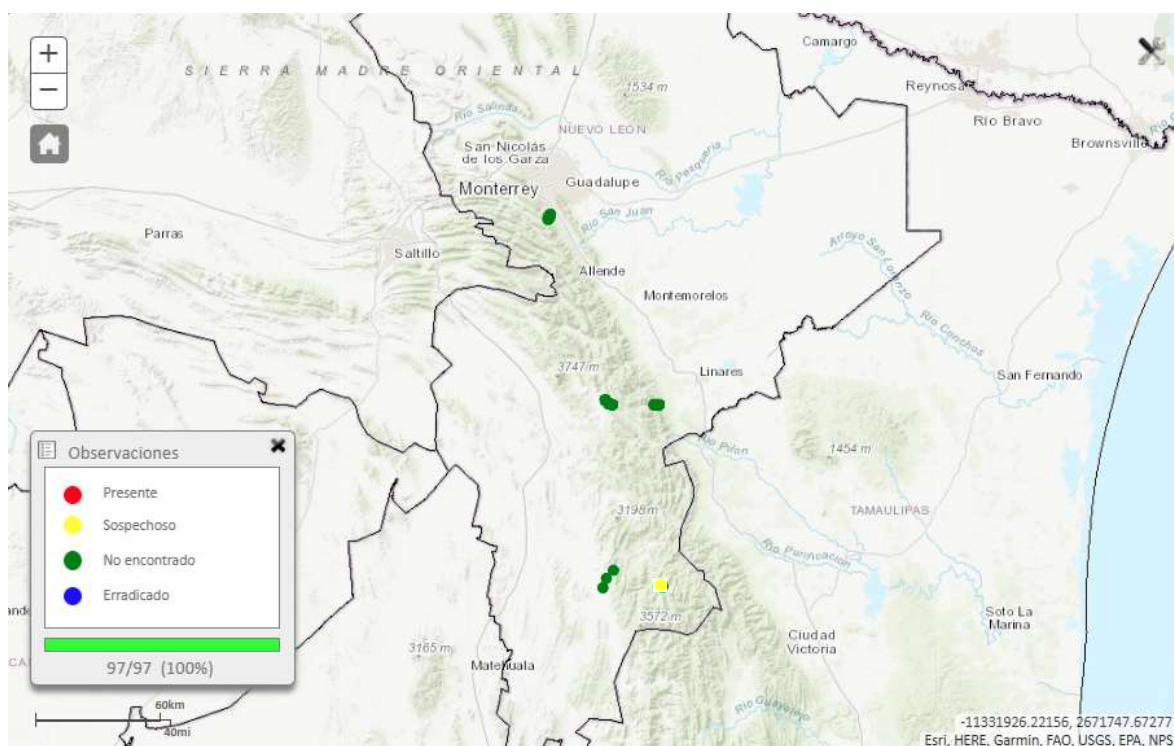 +
−
SIERRA MADRE ORIENTAL
1534 m
Camargo
Reynosa
Río Bravo
Brownsville
Río Salinas
NUEVO LEÓN
San Nicolás
de los Garza
Monterrey
Guadalupe
Río Pesquería
Río San Juan
Parras
Saltillo
Allende
Montemorelos
Arroyo San Lorenzo
Río Conchos
3747 m
Linares
San Fernando
Río Pilón
1454 m
3198 m
TAMAULIPAS
Río Purificación
3572 m
Soto La
Marina
Ciudad
Victoria
3165 m
Matehuala
Río Guayalejo
Observaciones
Presente
Sospechoso
No encontrado
Erradicado
97/97 (100%)
60km
40mi
-11331926.22156, 2671747.67277
Esri, HERE, Garmin, FAO, USGS, EPA, NPS